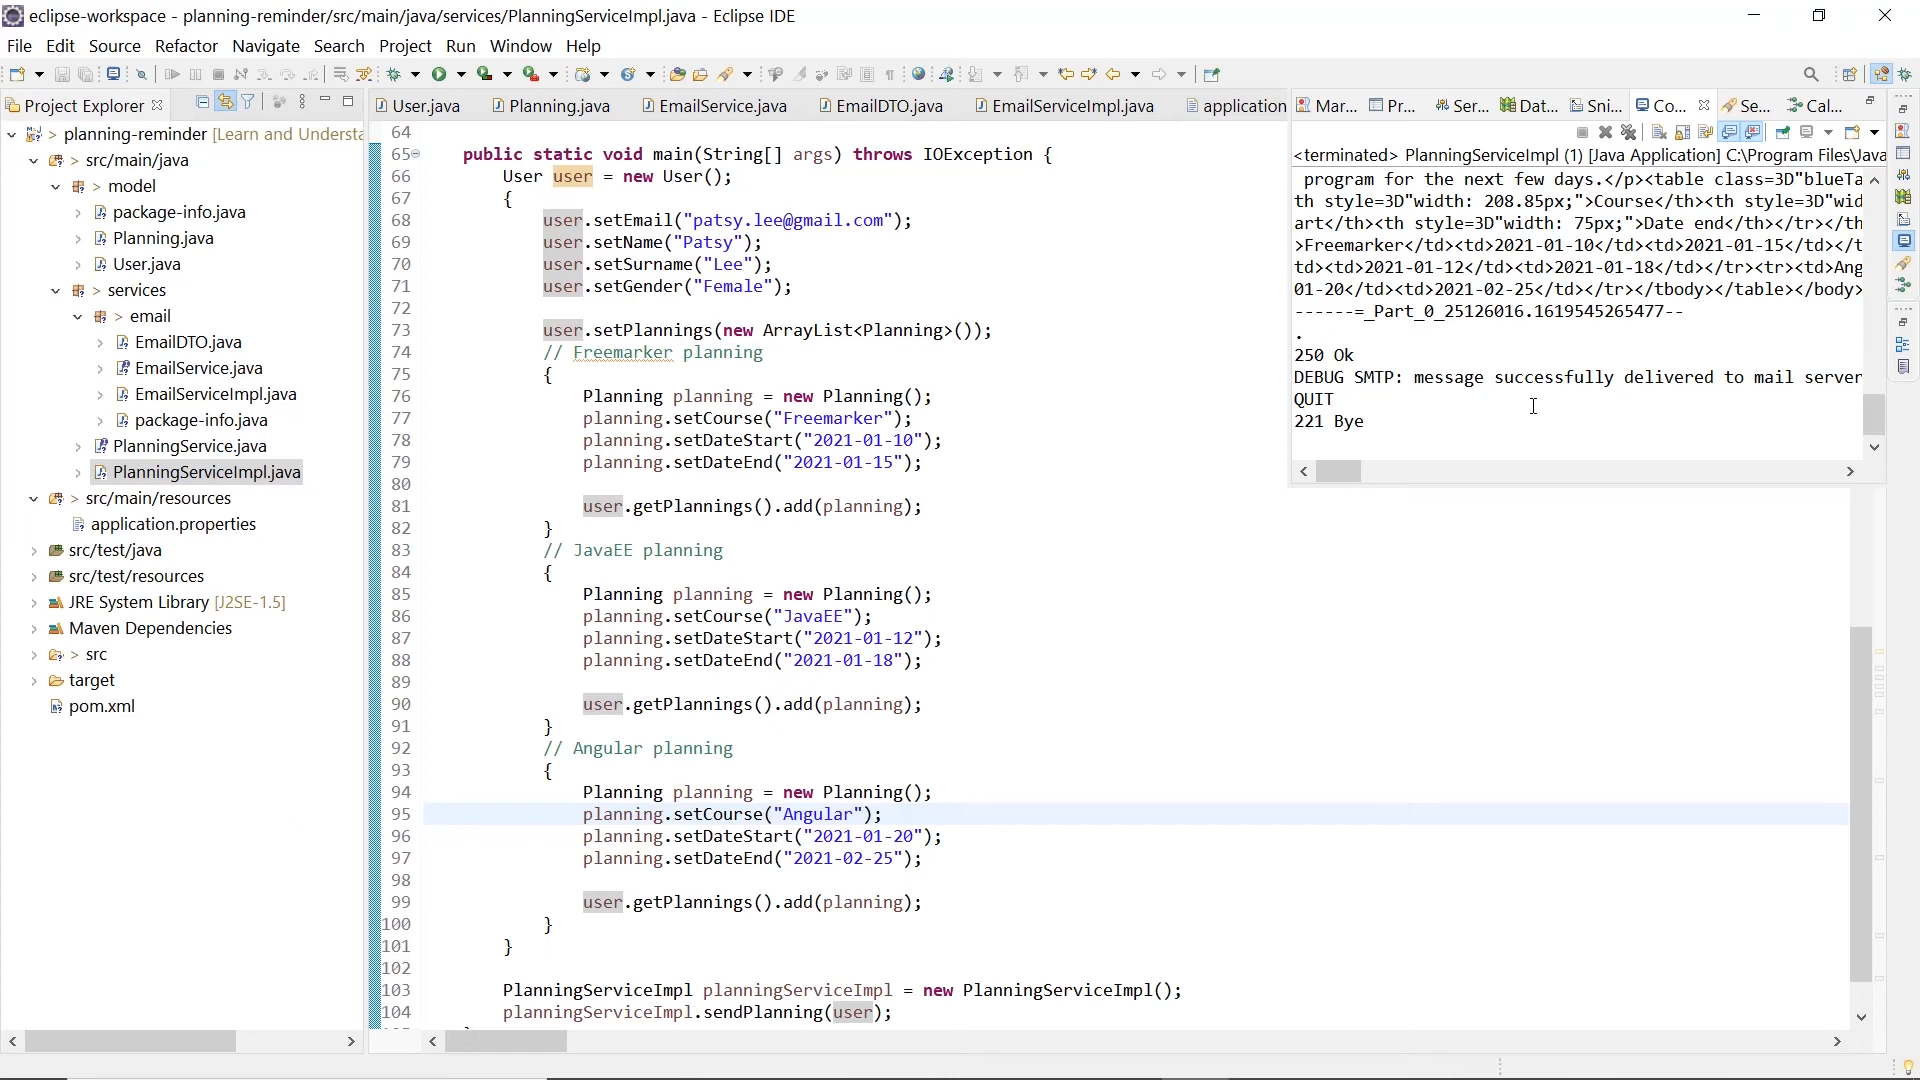 eclipse-workspace - planning-reminder/src/main/java/services/PlanningServiceImpl.java - Eclipse IDE
File Edit Source Refactor Navigate Search Project Run Window Help
Project Explorer
planning-reminder [Learn and Understa
> src/main/java
> model
package-info.java
Planning.java
User.java
> services
> email
EmailDTO.java
EmailService.java
EmailServiceImpl.java
package-info.java
PlanningService.java
PlanningServiceImpl.java
> src/main/resources
application.properties
src/test/java
src/test/resources
JRE System Library [J2SE-1.5]
Maven Dependencies
> src
target
pom.xml
User.java Planning.java EmailService.java EmailDTO.java EmailServiceImpl.java application
64
65 public static void main(String[] args) throws IOException {
66 User user = new User();
67 {
68 user.setEmail("patsy.lee@gmail.com");
69 user.setName("Patsy");
70 user.setSurname("Lee");
71 user.setGender("Female");
72
73 user.setPlannings(new ArrayList<Planning>());
74 // Freemarker planning
75 {
76 Planning planning = new Planning();
77 planning.setCourse("Freemarker");
78 planning.setDateStart("2021-01-10");
79 planning.setDateEnd("2021-01-15");
80
81 user.getPlannings().add(planning);
82 }
83 // JavaEE planning
84 {
85 Planning planning = new Planning();
86 planning.setCourse("JavaEE");
87 planning.setDateStart("2021-01-12");
88 planning.setDateEnd("2021-01-18");
89
90 user.getPlannings().add(planning);
91 }
92 // Angular planning
93 {
94 Planning planning = new Planning();
95 planning.setCourse("Angular");
96 planning.setDateStart("2021-01-20");
97 planning.setDateEnd("2021-02-25");
98
99 user.getPlannings().add(planning);
100 }
101 }
102
103 PlanningServiceImpl planningServiceImpl = new PlanningServiceImpl();
104 planningServiceImpl.sendPlanning(user);
Mar... Pr... Ser... Dat... Sni... Co... Se... Cal...
<terminated> PlanningServiceImpl (1) [Java Application] C:\Program Files\Java
program for the next few days.</p><table class=3D"blueTa
th style=3D"width: 208.85px;">Course</th><th style=3D"wid
art</th><th style=3D"width: 75px;">Date end</th></tr></th
>Freemarker</td><td>2021-01-10</td><td>2021-01-15</td></t
td><td>2021-01-12</td><td>2021-01-18</td></tr><tr><td>Ang
01-20</td><td>2021-02-25</td></tr></tbody></table></body>
------=_Part_0_25126016.1619545265477--
.
250 Ok
DEBUG SMTP: message successfully delivered to mail server
QUIT
221 Bye